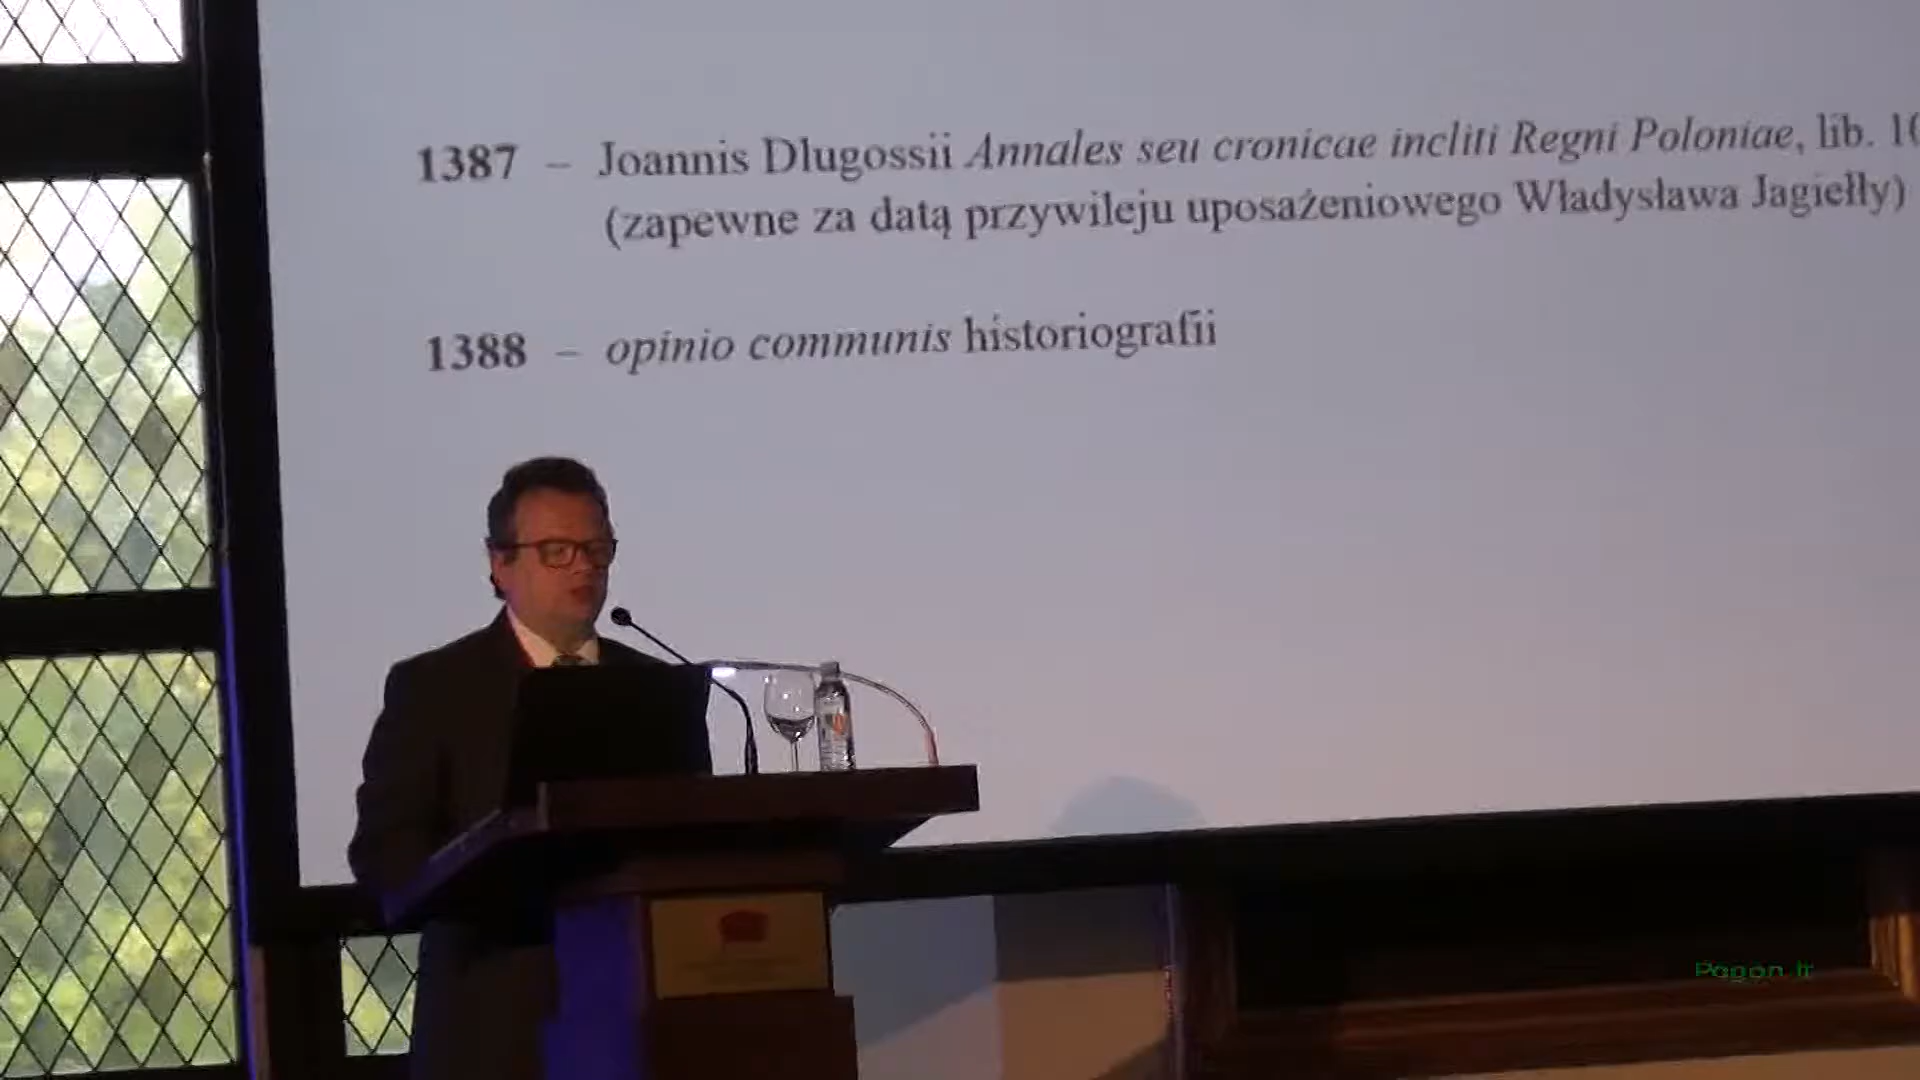 1387 – Joannis Dlugossii Annales seu cronicae incliti Regni Poloniae, lib. 10
(zapewne za datą przywileju uposażeniowego Władysława Jagiełły)
1388 – opinio communis historiografii
Pogon.lt